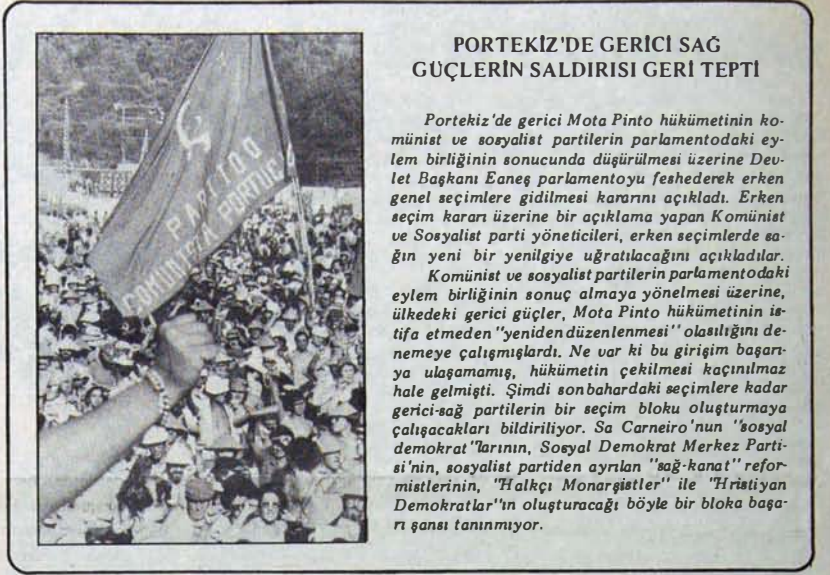 PARTIDO
COMUNISTA PORTUG
PORTEKİZ'DE GERİCİ SAĞ
GÜÇLERİN SALDIRISI GERİ TEPTİ
Portekiz'de gerici Mota Pinto hükümetinin ko-
münist ve sosyalist partilerin parlamentodaki ey-
lem birliğinin sonucunda düşürülmesi üzerine Dev-
let Başkanı Eaneş parlamentoyu feshederek erken
genel seçimlere gidilmesi kararını açıkladı. Erken
seçim kararı üzerine bir açıklama yapan Komünist
ve Sosyalist parti yöneticileri, erken seçimlerde sa-
ğın yeni bir yenilgiye uğratılacağını açıkladılar.
Komünist ve sosyalist partilerin parlamentodaki
eylem birliğinin sonuç almaya yönelmesi üzerine,
ülkedeki gerici güçler, Mota Pinto hükümetinin is-
tifa etmeden "yeniden düzenlenmesi" olasılığını de-
nemeye çalışmışlardı. Ne var ki bu girişim başarı-
ya ulaşamamış, hükümetin çekilmesi kaçınılmaz
hale gelmişti. Şimdi sonbahardaki seçimlere kadar
gerici-sağ partilerin bir seçim bloku oluşturmaya
çalışacakları bildiriliyor. Sa Carneiro'nun "sosyal
demokrat"larının, Sosyal Demokrat Merkez Parti-
si'nin, sosyalist partiden ayrılan "sağ-kanat" refor-
mistlerinin, "Halkçı Monarşistler" ile "Hristiyan
Demokratlar"ın oluşturacağı böyle bir bloka başa-
rı şansı tanınmıyor.